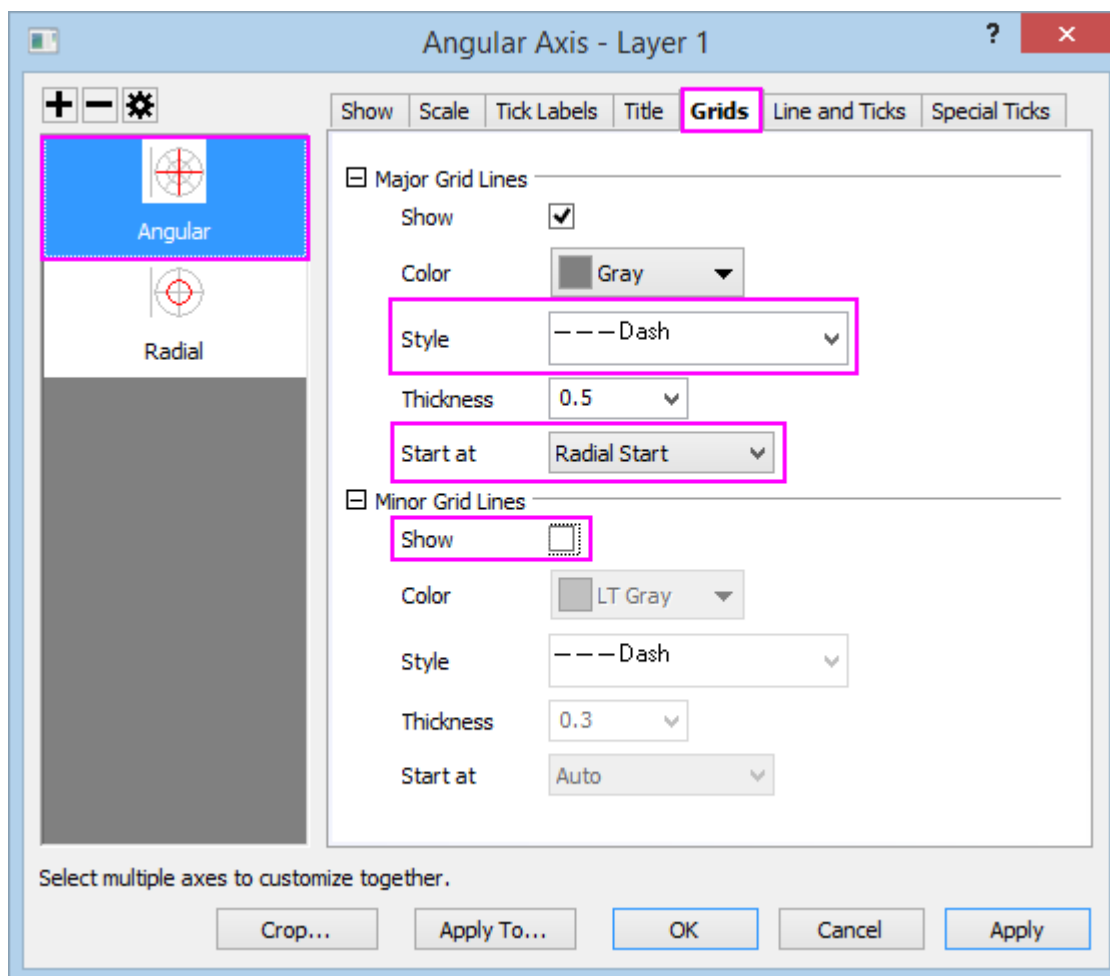 Angular Axis - Layer 1
?
Show Scale Tick Labels Title Grids Line and Ticks Special Ticks
Angular
Radial
Major Grid Lines
Show
Color Gray
Style Dash
Thickness 0.5
Start at Radial Start
Minor Grid Lines
Show
Color LT Gray
Style Dash
Thickness 0.3
Start at Auto
Select multiple axes to customize together.
Crop... Apply To... OK Cancel Apply